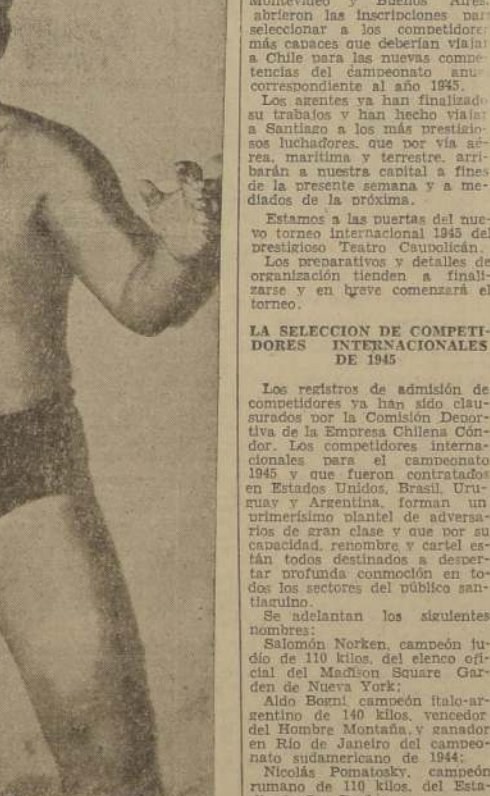 Montevideo y Buenos Aires
abrieron las inscripciones para
seleccionar a los competidores
más capaces que deberían viajar
a Chile para las nuevas compe-
tencias del campeonato anual
correspondiente al año 1945.
Los agentes ya han finalizado
su trabajos y han hecho viajar
a Santiago a los más prestigio-
sos luchadores, que por vía aé-
rea, marítima y terrestre, arri-
barán a nuestra capital a fines
de la presente semana y a me-
diados de la próxima.
Estamos a las puertas del nue-
vo torneo internacional 1945 del
prestigioso Teatro Caupolicán.
Los preparativos y detalles de
organización tienden a finali-
zarse y en breve comenzará el
torneo.
LA SELECCION DE COMPETI-
DORES INTERNACIONALES
DE 1945
Los registros de admisión de
competidores ya han sido clau-
surados por la Comisión Depor-
tiva de la Empresa Chilena Cón-
dor. Los competidores interna-
cionales para el campeonato
1945 y que fueron contratados
en Estados Unidos, Brasil, Uru-
guay y Argentina, forman un
primerísimo plantel de adversa-
rios de gran clase y que por su
capacidad, renombre y cartel es-
tán todos destinados a desper-
tar profunda conmoción en to-
dos los sectores del público san-
tiaguino.
Se adelantan los siguientes
nombres:
Salomón Norken, campeón ju-
dío de 110 kilos, del elenco ofi-
cial del Madison Square Gar-
den de Nueva York;
Aldo Bogni, campeón italo-ar-
gentino de 140 kilos, vencedor
del Hombre Montaña, y ganador
en Río de Janeiro del campeo-
nato sudamericano de 1944;
Nicolás Pomatosky, campeón
rumano de 110 kilos, del Esta-